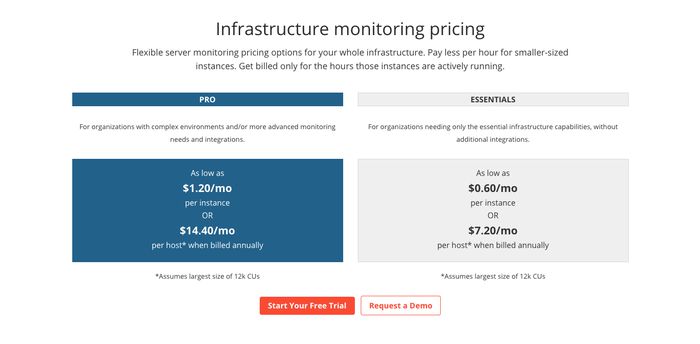 Infrastructure monitoring pricing
Flexible server monitoring pricing options for your whole infrastructure. Pay less per hour for smaller-sized
instances. Get billed only for the hours those instances are actively running.
PRO
For organizations with complex environments and/or more advanced monitoring
needs and integrations.
As low as
$1.20/mo
per instance
OR
$14.40/mo
per host* when billed annually
*Assumes largest size of 12k CUs
ESSENTIALS
For organizations needing only the essential infrastructure capabilities, without
additional integrations.
As low as
$0.60/mo
per instance
OR
$7.20/mo
per host* when billed annually
*Assumes largest size of 12k CUs
Start Your Free Trial
Request a Demo